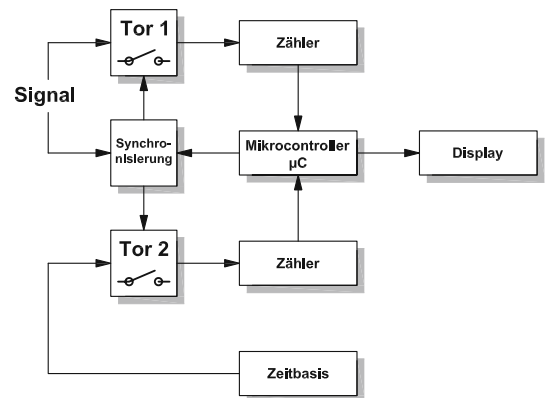 Tor 1
Zähler
Signal
Synchro-
nisierung
Mikrocontroller
µC
Display
Tor 2
Zähler
Zeitbasis